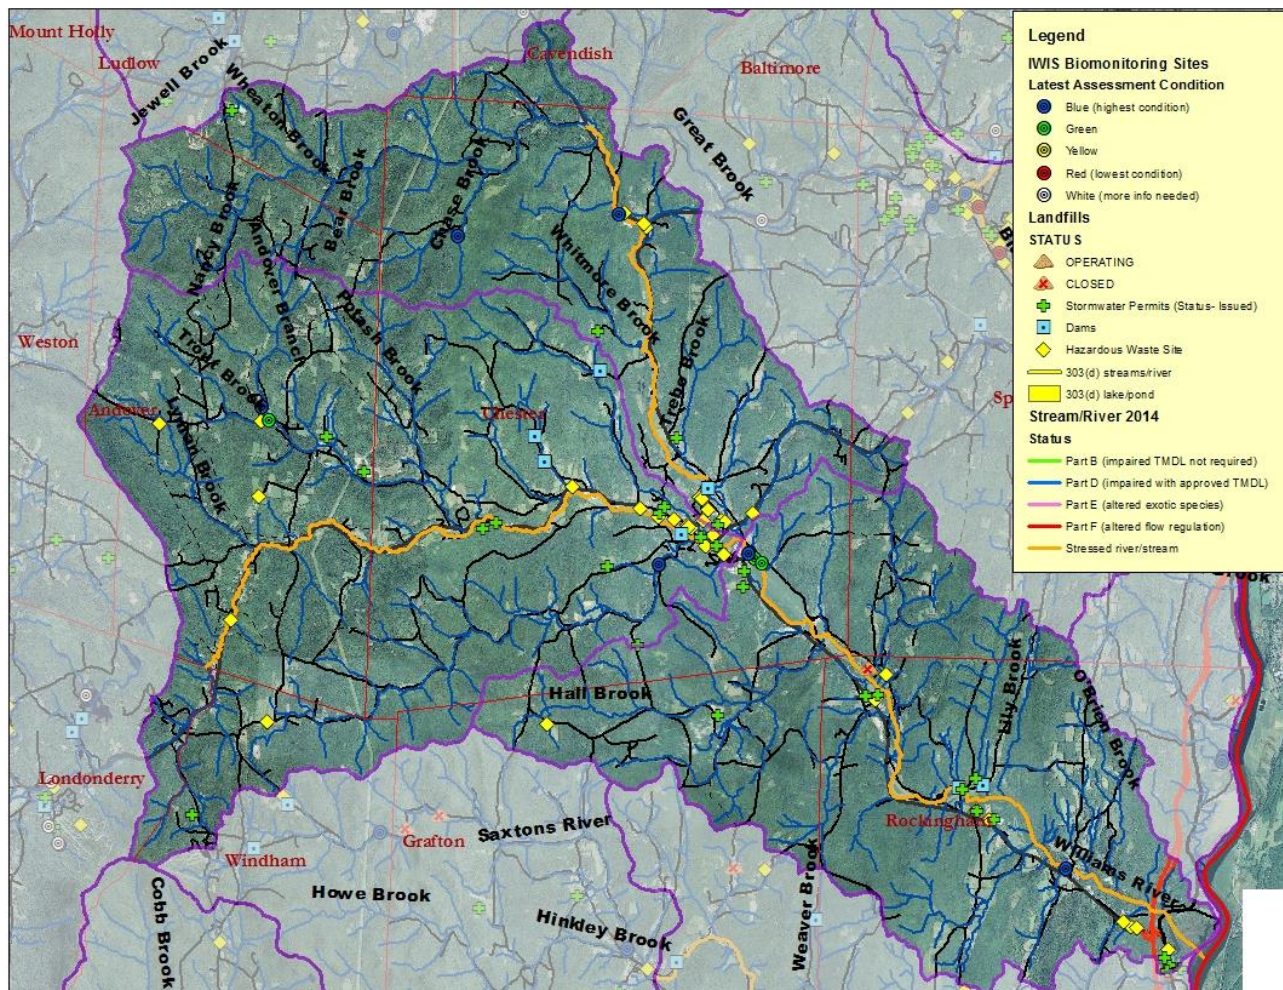 Mount Holly
Ludlow
Jewell Brook
Wheaton Brook
Cavendish
Baltimore
Great Brook
Nancy Brook
Andover Branch
Bear Brook
Chase Brook
Whitmore Brook
Potash Brook
Weston
Trout Brook
Andover
Lyman Brook
Chester
Trebo Brook
Sp
Hall Brook
Lily Brook
O'Brien Brook
Brook
Londonderry
Rockingham
Williams River
Saxtons River
Grafton
Windham
Howe Brook
Cobb Brook
Hinkley Brook
Weaver Brook
Legend
IWIS Biomonitoring Sites
Latest Assessment Condition
Blue (highest condition)
Green
Yellow
Red (lowest condition)
White (more info needed)
Landfills
STATUS
OPERATING
CLOSED
Stormwater Permits (Status- Issued)
Dams
Hazardous Waste Site
303(d) streams/river
303(d) lake/pond
Stream/River 2014
Status
Part B (impaired TMDL not required)
Part D (impaired with approved TMDL)
Part E (altered exotic species)
Part F (altered flow regulation)
Stressed river/stream